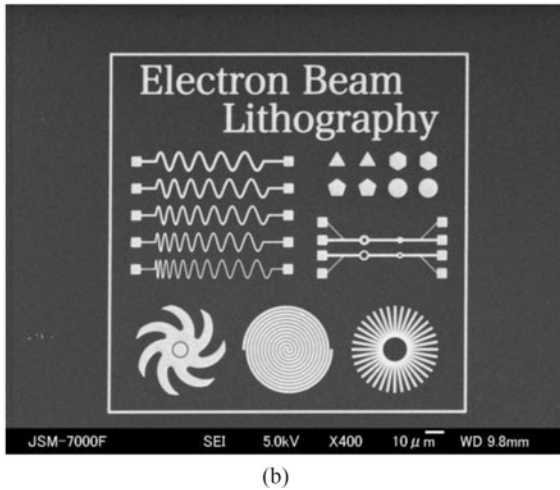 Electron Beam
Lithography
JSM-7000F SEI 5.0kV X400 10 μm WD 9.8mm
(b)